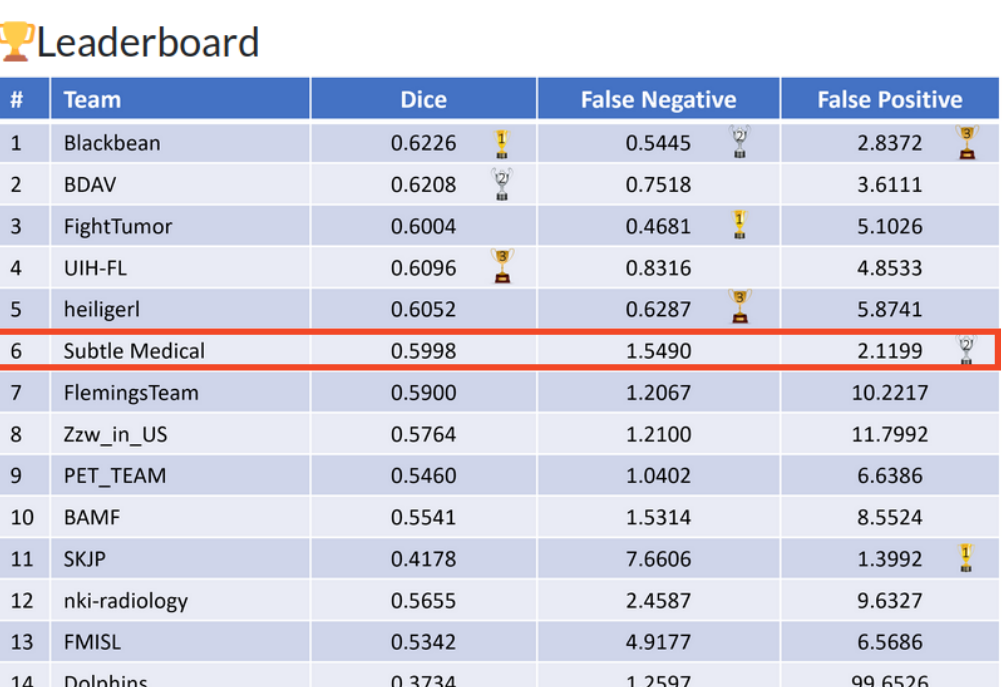 🏆Leaderboard
# Team Dice False Negative False Positive
1 Blackbean 0.6226 1 0.5445 2 2.8372 3
2 BDAV 0.6208 2 0.7518 3.6111
3 FightTumor 0.6004 0.4681 1 5.1026
4 UIH-FL 0.6096 3 0.8316 4.8533
5 heiligerl 0.6052 0.6287 3 5.8741
6 Subtle Medical 0.5998 1.5490 2.1199 2
7 FlemingsTeam 0.5900 1.2067 10.2217
8 Zzw_in_US 0.5764 1.2100 11.7992
9 PET_TEAM 0.5460 1.0402 6.6386
10 BAMF 0.5541 1.5314 8.5524
11 SKJP 0.4178 7.6606 1.3992 1
12 nki-radiology 0.5655 2.4587 9.6327
13 FMISL 0.5342 4.9177 6.5686
14 Dolphins 0.3734 1.2597 99.6526